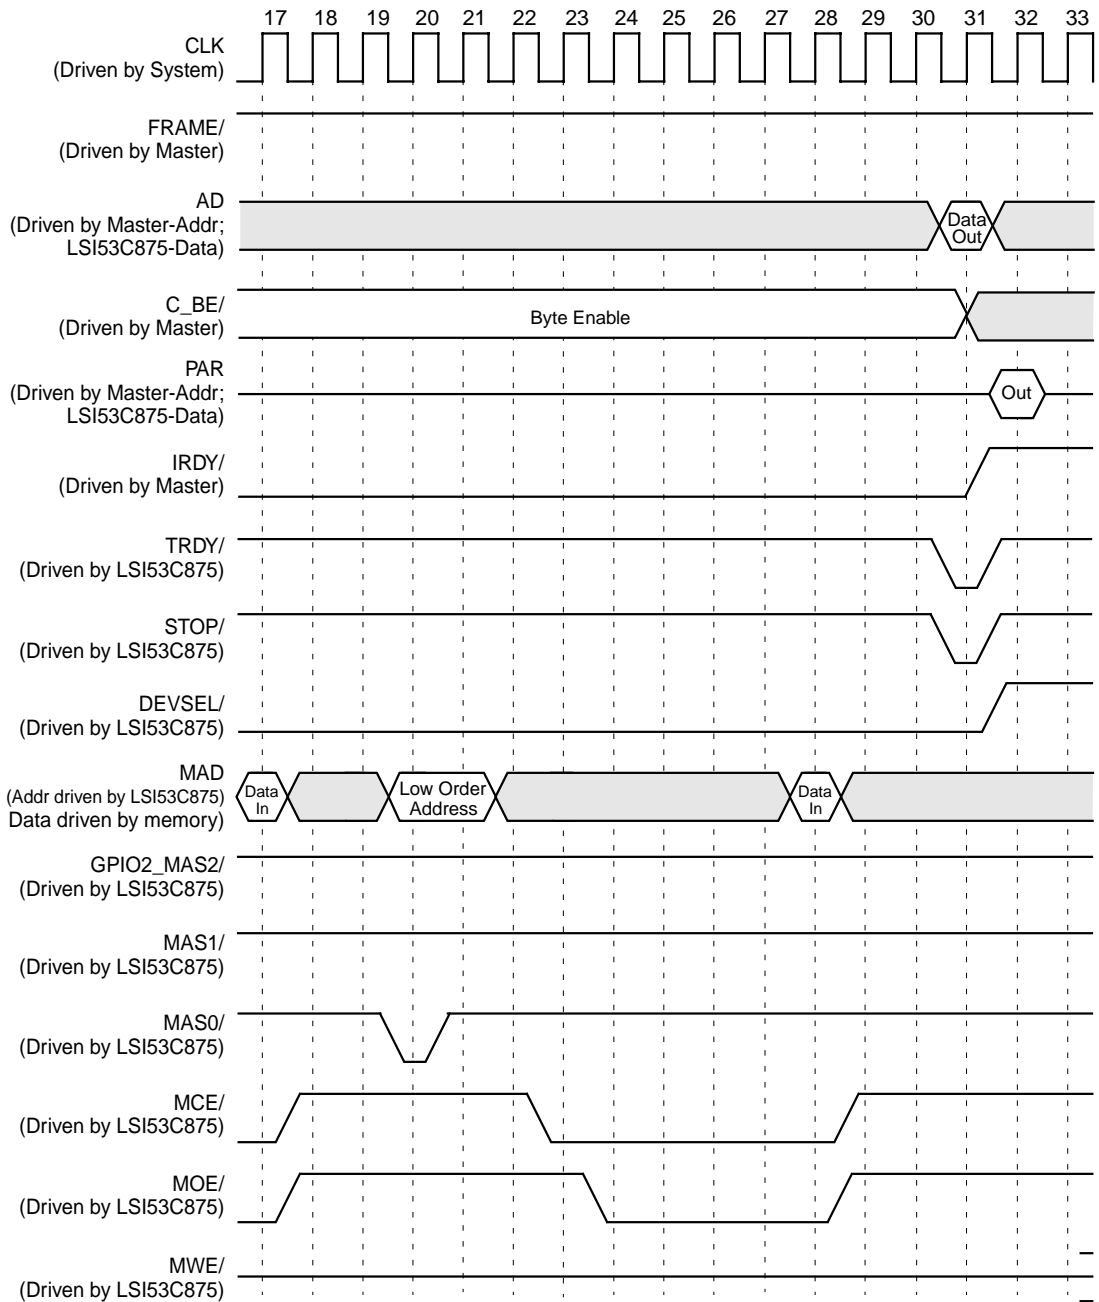 17 18 19 20 21 22 23 24 25 26 27 28 29 30 31 32 33
CLK
(Driven by System)
FRAME/
(Driven by Master)
AD
(Driven by Master-Addr;
LSI53C875-Data)
Data
Out
C_BE/
(Driven by Master)
Byte Enable
PAR
(Driven by Master-Addr;
LSI53C875-Data)
Out
IRDY/
(Driven by Master)
TRDY/
(Driven by LSI53C875)
STOP/
(Driven by LSI53C875)
DEVSEL/
(Driven by LSI53C875)
MAD
(Addr driven by LSI53C875)
Data driven by memory)
Data
In
Low Order
Address
Data
In
GPIO2_MAS2/
(Driven by LSI53C875)
MAS1/
(Driven by LSI53C875)
MAS0/
(Driven by LSI53C875)
MCE/
(Driven by LSI53C875)
MOE/
(Driven by LSI53C875)
MWE/
(Driven by LSI53C875)